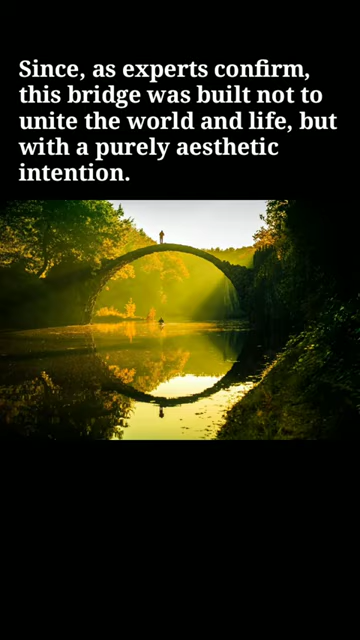 Since, as experts confirm,
this bridge was built not to
unite the world and life, but
with a purely aesthetic
intention.